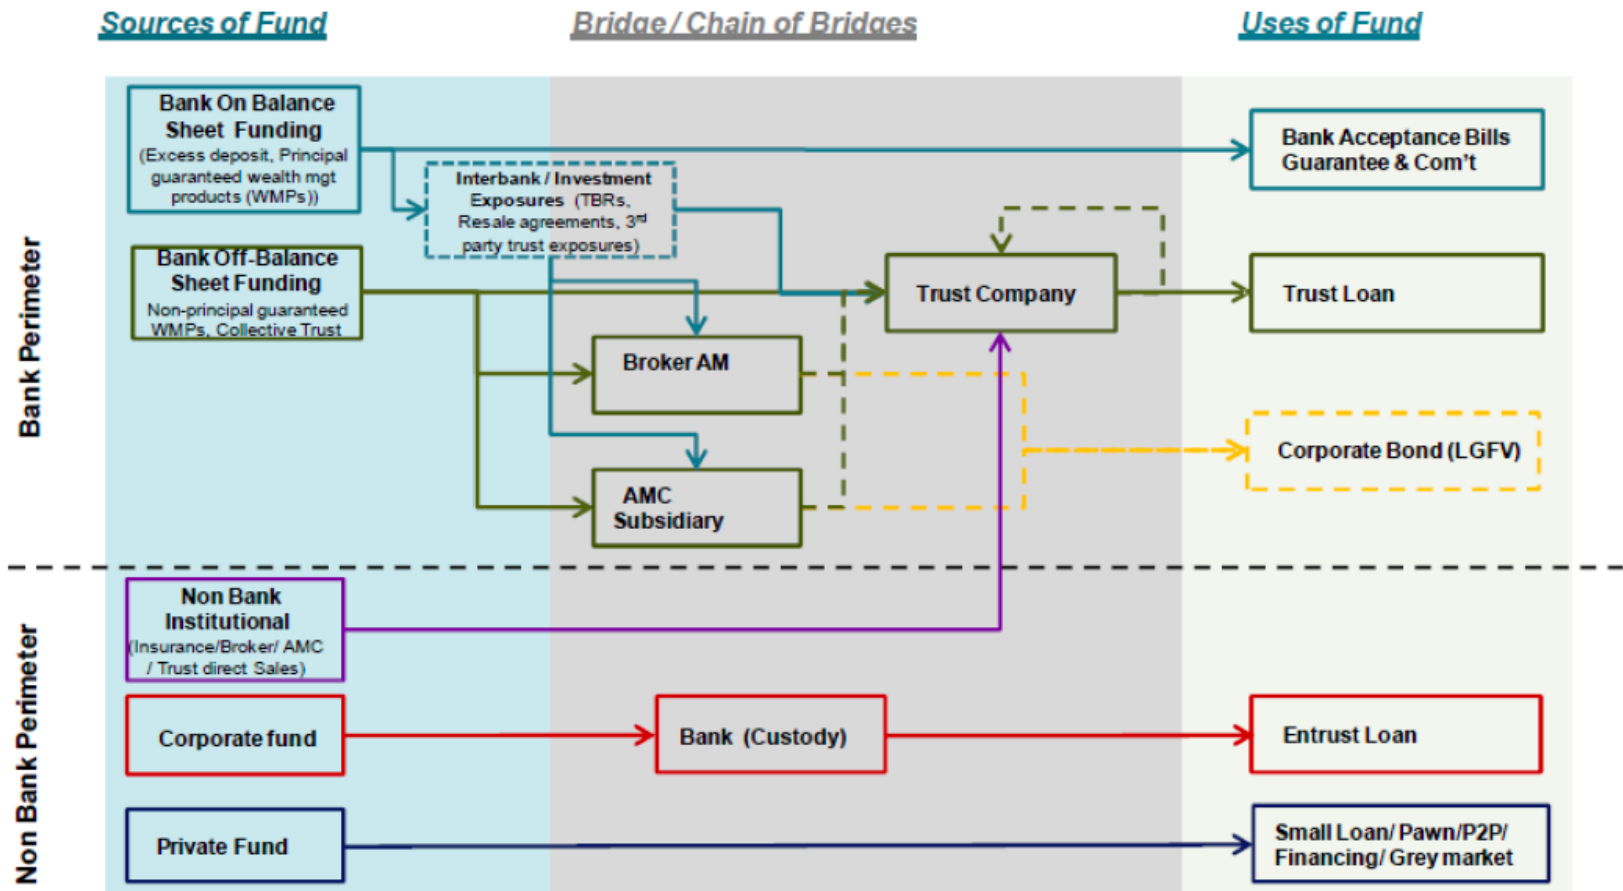 Sources of Fund
Bridge / Chain of Bridges
Uses of Fund
Bank Perimeter
Bank On Balance
Sheet Funding
(Excess deposit, Principal
guaranteed wealth mgt
products (WMPs))
Interbank / Investment
Exposures (TBRs,
Resale agreements, 3rd
party trust exposures)
Bank Acceptance Bills
Guarantee & Com't
Bank Off-Balance
Sheet Funding
Non-principal guaranteed
WMPs, Collective Trust
Trust Company
Trust Loan
Broker AM
Corporate Bond (LGFV)
AMC
Subsidiary
Non Bank Perimeter
Non Bank
Institutional
(Insurance/Broker/ AMC
/ Trust direct Sales)
Corporate fund
Bank (Custody)
Entrust Loan
Private Fund
Small Loan/ Pawn/P2P/
Financing/ Grey market